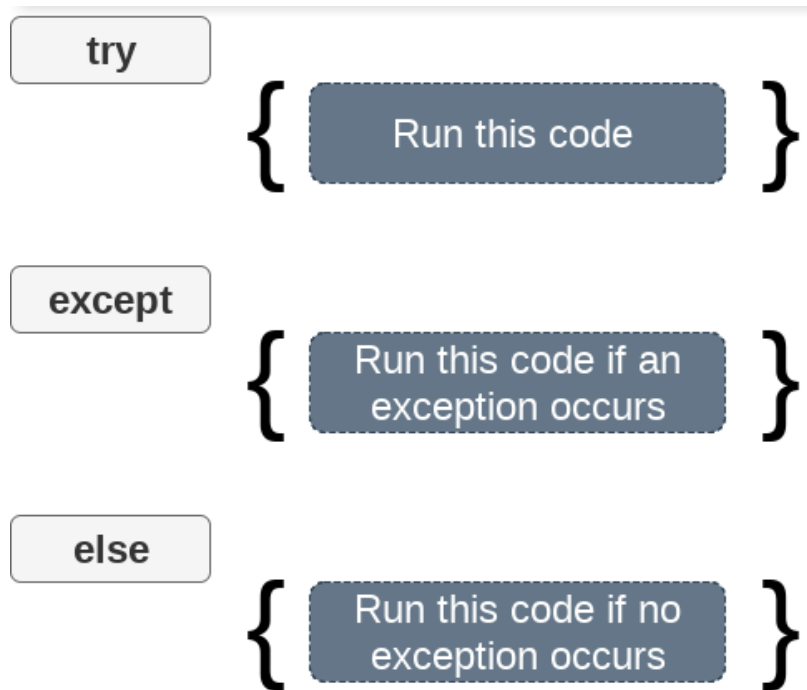 try
{ Run this code }
except
{ Run this code if an
exception occurs }
else
{ Run this code if no
exception occurs }